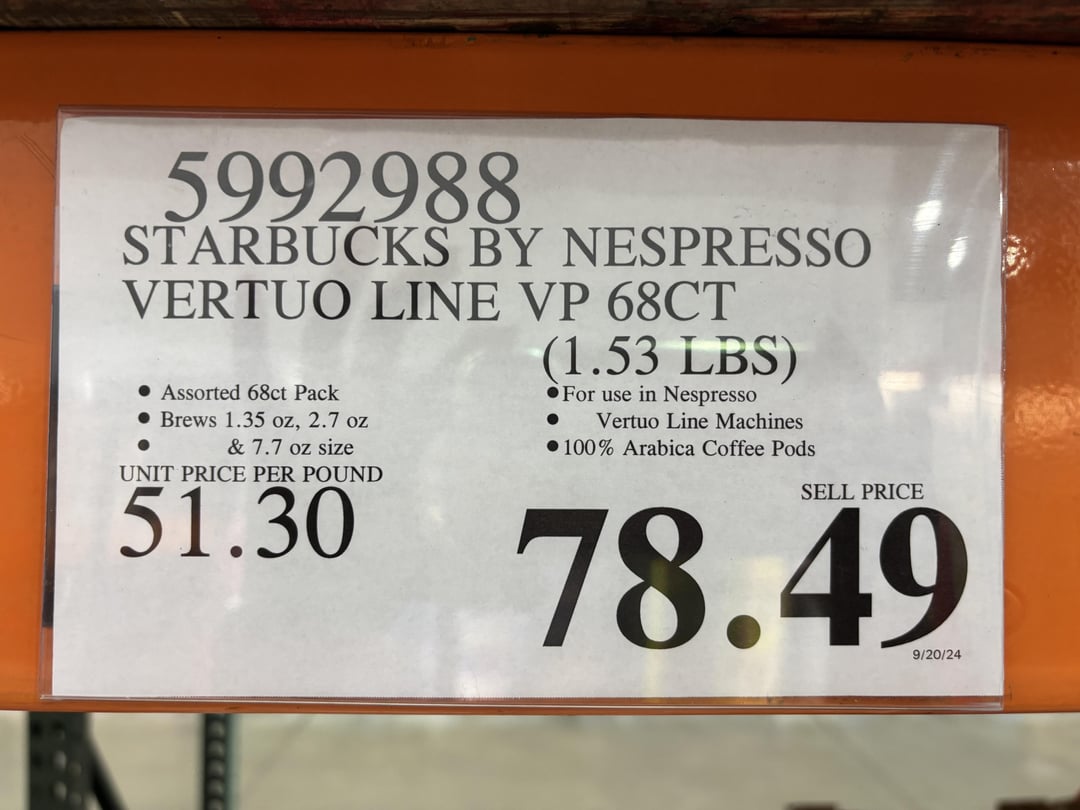 5992988
STARBUCKS BY NESPRESSO
VERTUO LINE VP 68CT
(1.53 LBS)
• Assorted 68ct Pack
• Brews 1.35 oz, 2.7 oz
• & 7.7 oz size
• For use in Nespresso
• Vertuo Line Machines
• 100% Arabica Coffee Pods
UNIT PRICE PER POUND
51.30
SELL PRICE
78.49
9/20/24